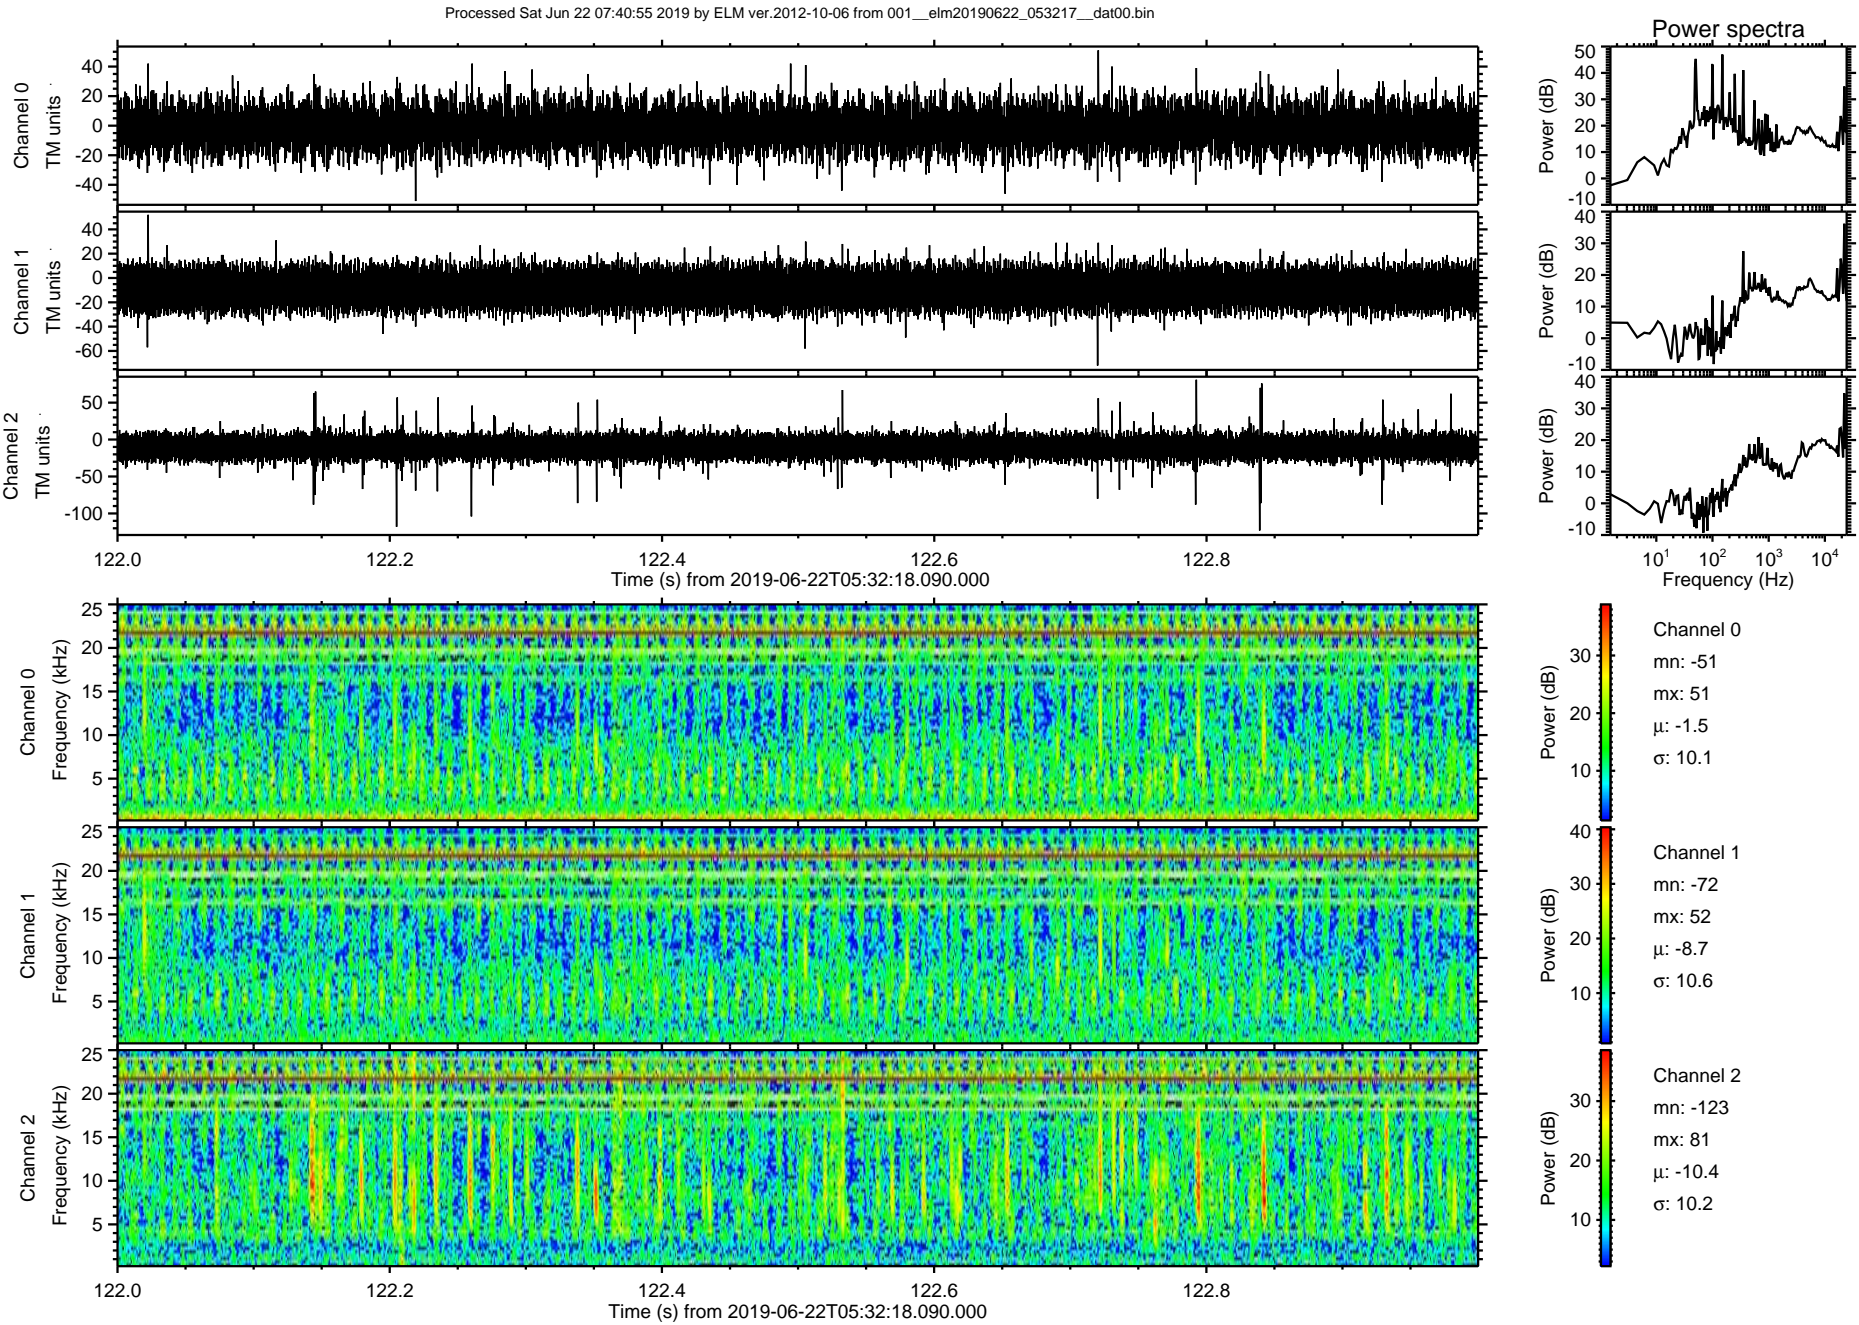 Processed Sat Jun 22 07:40:55 2019 by ELM ver.2012-10-06 from 001__elm20190622_053217__dat00.bin
Power spectra
Channel 0
TM units
40
20
0
-20
-40
Power (dB)
50
40
30
20
10
0
-10
Channel 1
TM units
40
20
0
-20
-40
-60
Power (dB)
40
30
20
10
0
-10
Channel 2
TM units
50
0
-50
-100
Power (dB)
40
30
20
10
0
-10
122.0 122.2 122.4 122.6 122.8
Time (s) from 2019-06-22T05:32:18.090.000
10¹ 10² 10³ 10⁴
Frequency (Hz)
Channel 0
Frequency (kHz)
25
20
15
10
5
Power (dB)
30
20
10
Channel 0
mn: -51
mx: 51
μ: -1.5
σ: 10.1
Channel 1
Frequency (kHz)
25
20
15
10
5
Power (dB)
40
30
20
10
Channel 1
mn: -72
mx: 52
μ: -8.7
σ: 10.6
Channel 2
Frequency (kHz)
25
20
15
10
5
Power (dB)
30
20
10
Channel 2
mn: -123
mx: 81
μ: -10.4
σ: 10.2
122.0 122.2 122.4 122.6 122.8
Time (s) from 2019-06-22T05:32:18.090.000